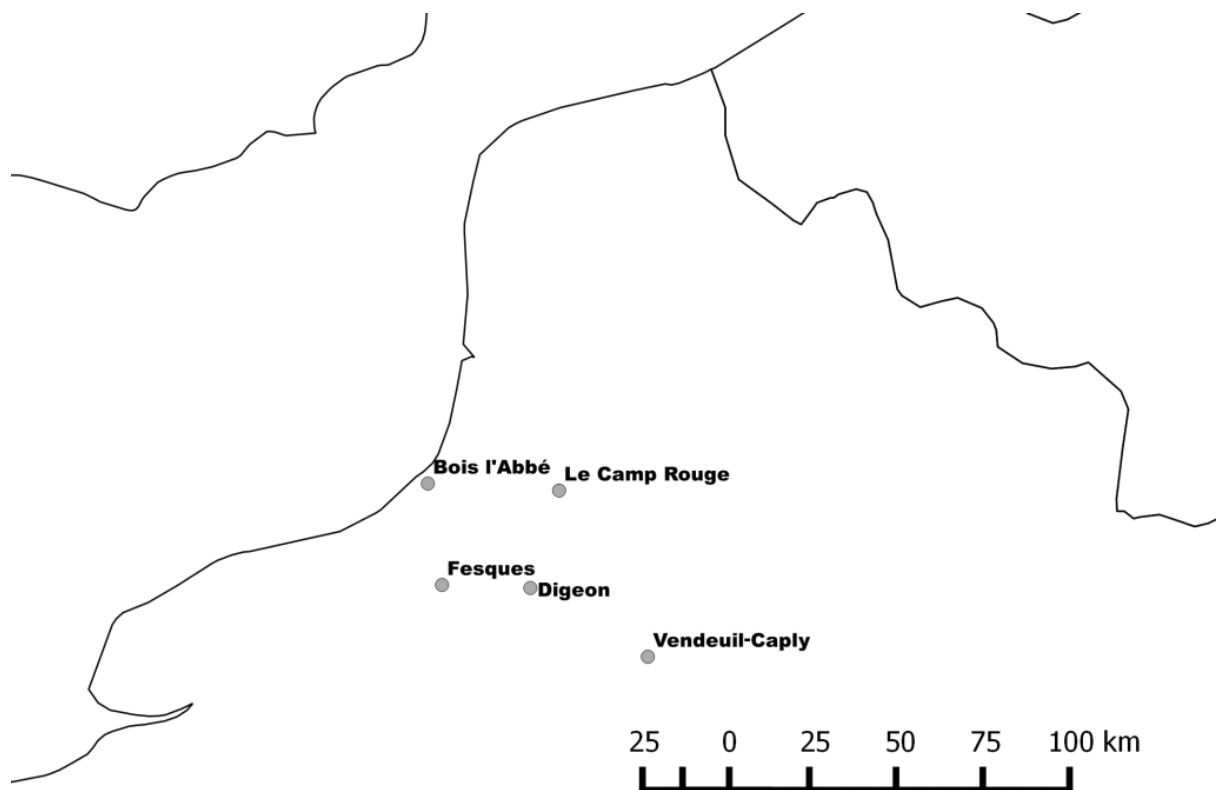 Bois l'Abbé
Le Camp Rouge
Fesques
Digeon
Vendeuil-Caply
25 0 25 50 75 100 km